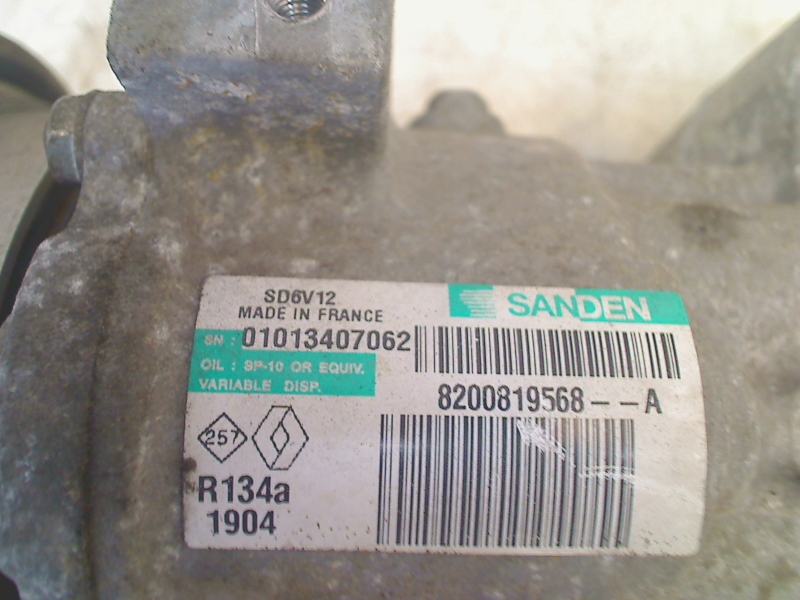 SD6V12
MADE IN FRANCE
SANDEN
SN : 01013407062
OIL : SP-10 OR EQUIV.
VARIABLE DISP.
8200819568--A
257
R134a
1904